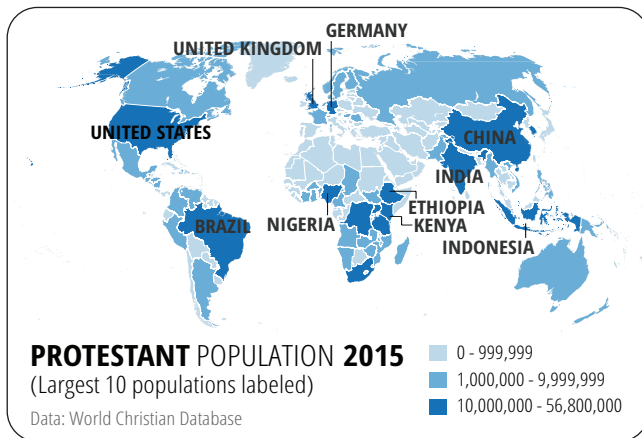 GERMANY
UNITED KINGDOM
UNITED STATES
CHINA
INDIA
ETHIOPIA
NIGERIA
KENYA
BRAZIL
INDONESIA
PROTESTANT POPULATION 2015
(Largest 10 populations labeled)
Data: World Christian Database
0 - 999,999
1,000,000 - 9,999,999
10,000,000 - 56,800,000